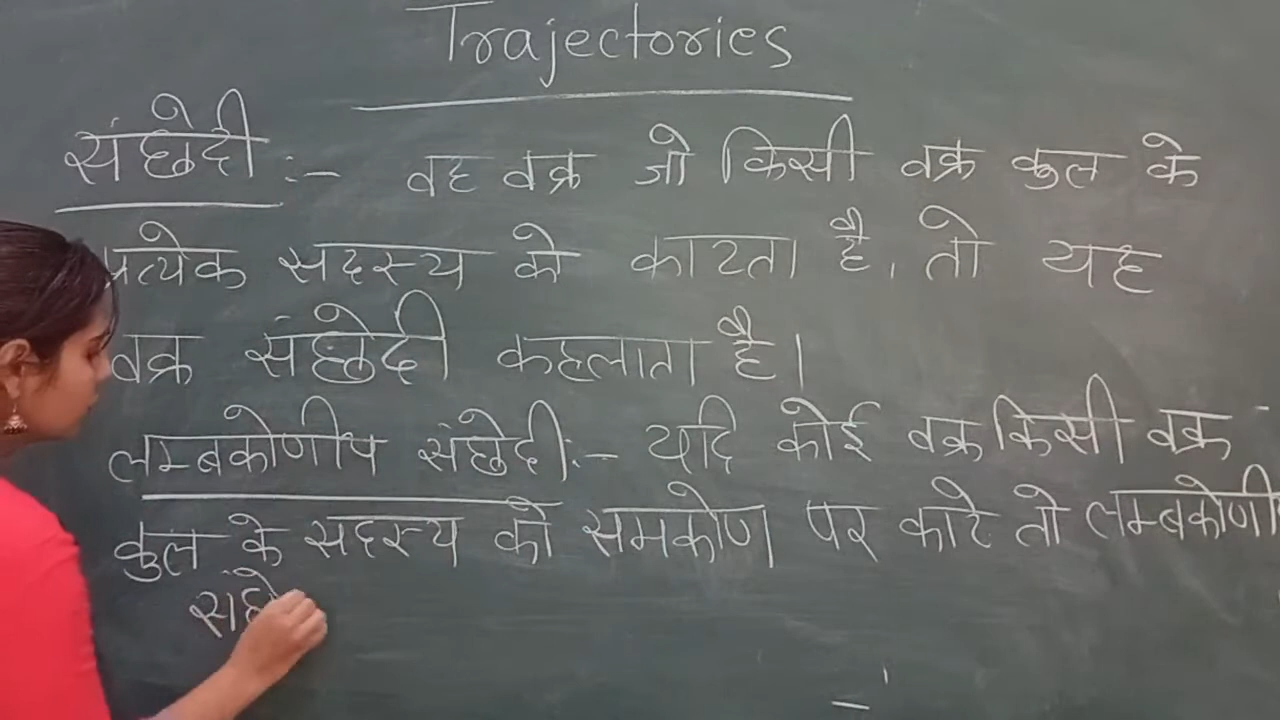 Trajectories
संछेदी :- वह वक्र जो किसी वक्र कुल के
प्रत्येक सदस्य को काटता है, तो यह
वक्र संछेदी कहलाता है।
लम्बकोणीय संछेदी:- यदि कोई वक्र किसी वक्र
कुल के सदस्य को समकोण पर काटे तो लम्बकोणी
संछे